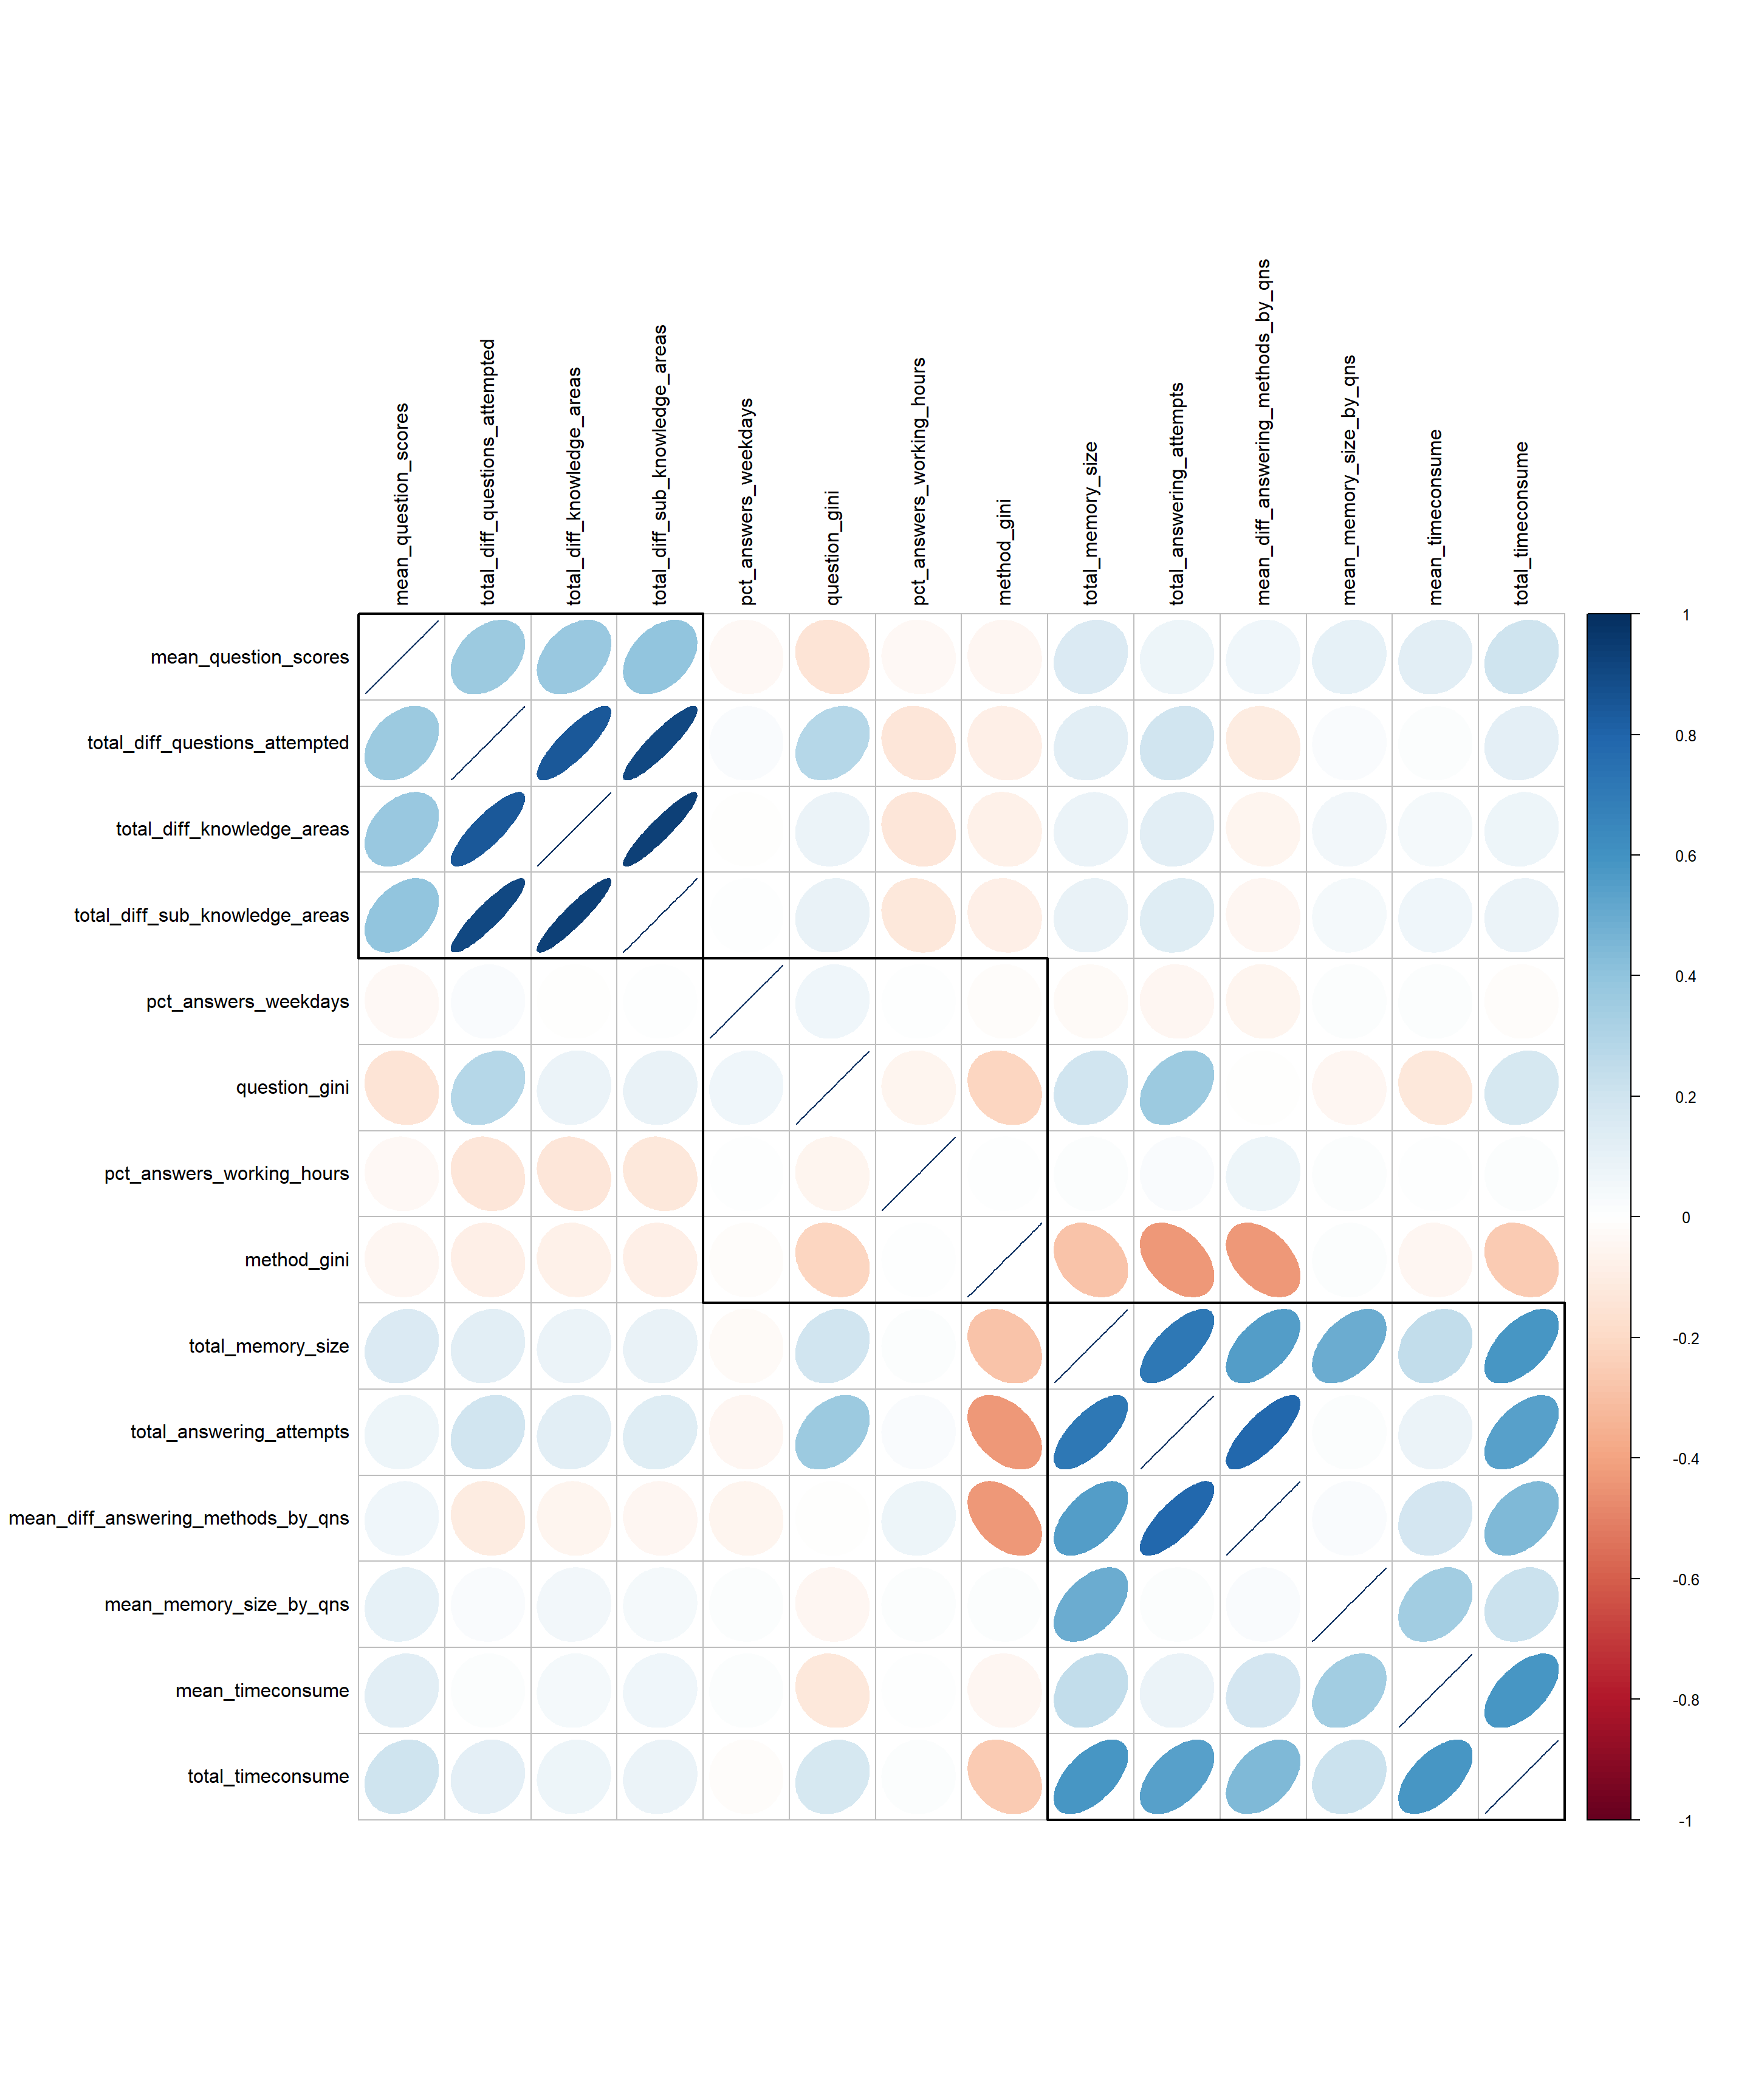 mean_question_scores
total_diff_questions_attempted
total_diff_knowledge_areas
total_diff_sub_knowledge_areas
pct_answers_weekdays
question_gini
pct_answers_working_hours
method_gini
total_memory_size
total_answering_attempts
mean_diff_answering_methods_by_qns
mean_memory_size_by_qns
mean_timeconsume
total_timeconsume
mean_question_scores
total_diff_questions_attempted
total_diff_knowledge_areas
total_diff_sub_knowledge_areas
pct_answers_weekdays
question_gini
pct_answers_working_hours
method_gini
total_memory_size
total_answering_attempts
mean_diff_answering_methods_by_qns
mean_memory_size_by_qns
mean_timeconsume
total_timeconsume
1
0.8
0.6
0.4
0.2
0
-0.2
-0.4
-0.6
-0.8
-1